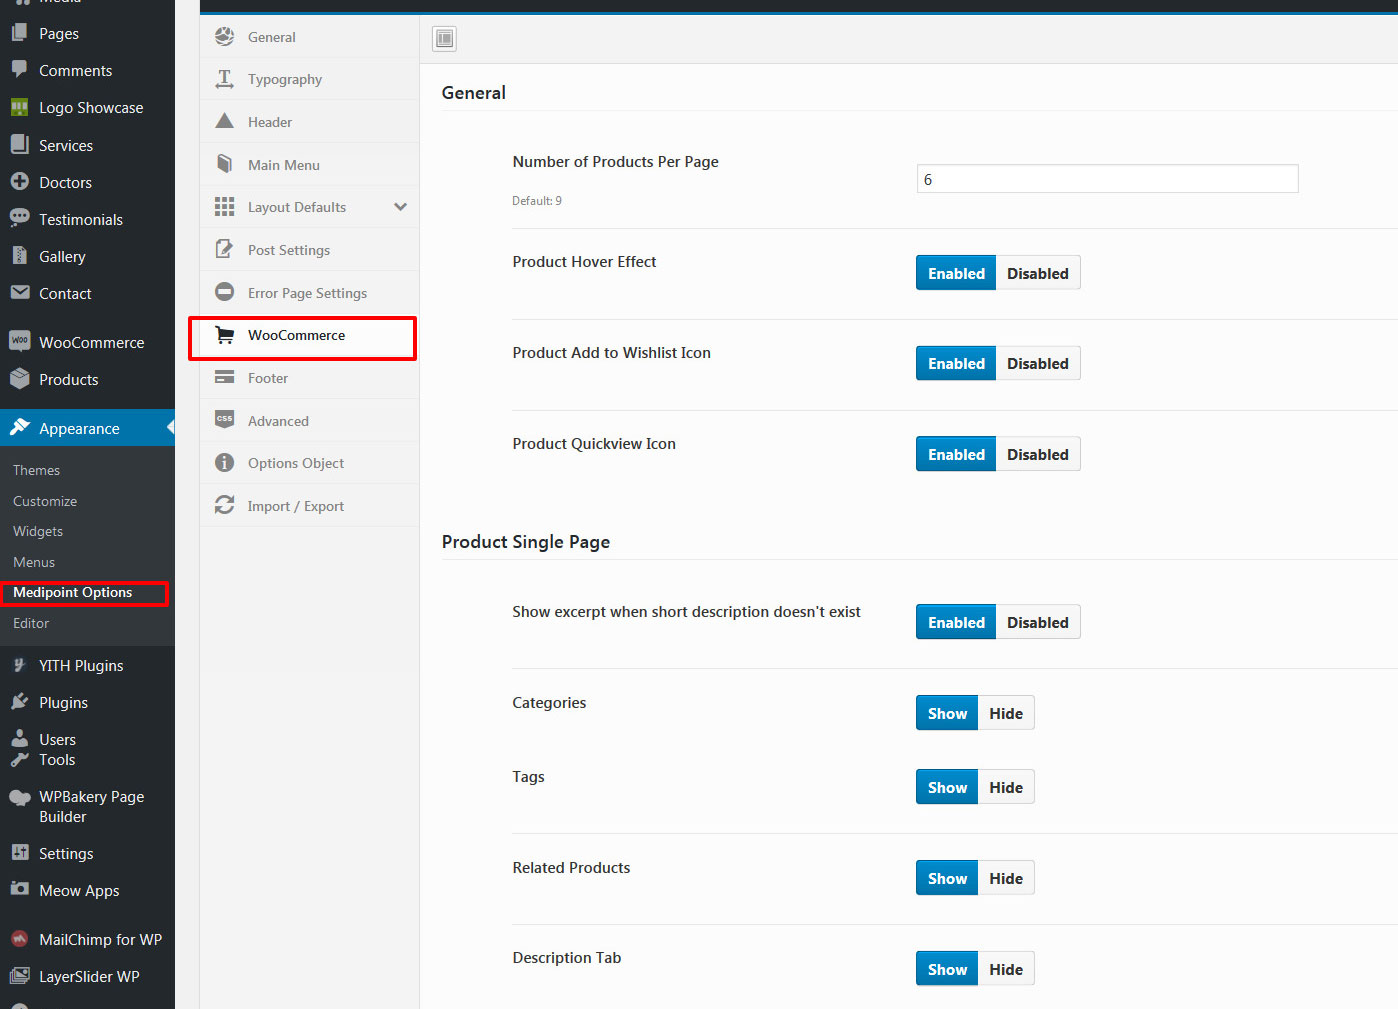 Media
Pages
Comments
Logo Showcase
Services
Doctors
Testimonials
Gallery
Contact
WOO
WooCommerce
Products
Appearance
Themes
Customize
Widgets
Menus
Medipoint Options
Editor
YITH Plugins
Plugins
Users
Tools
WPBakery Page
Builder
Settings
Meow Apps
MailChimp for WP
LayerSlider WP
General
Typography
Header
Main Menu
Layout Defaults
Post Settings
Error Page Settings
WooCommerce
Footer
CSS
Advanced
Options Object
Import / Export
General
Number of Products Per Page
6
Default: 9
Product Hover Effect
Enabled Disabled
Product Add to Wishlist Icon
Enabled Disabled
Product Quickview Icon
Enabled Disabled
Product Single Page
Show excerpt when short description doesn't exist
Enabled Disabled
Categories
Show Hide
Tags
Show Hide
Related Products
Show Hide
Description Tab
Show Hide